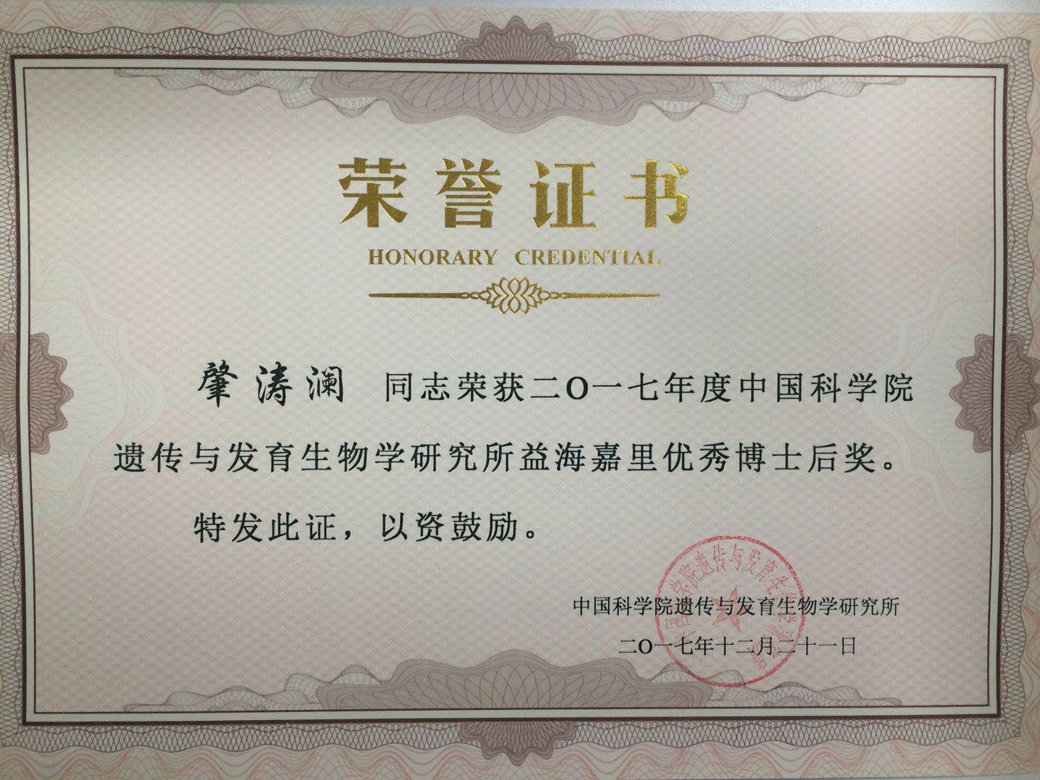 荣誉证书
HONORARY CREDENTIAL
肇涛澜 同志荣获二O一七年度中国科学院
遗传与发育生物学研究所益海嘉里优秀博士后奖。
特发此证，以资鼓励。
中国科学院遗传与发育生物学研究所
二O一七年十二月二十一日